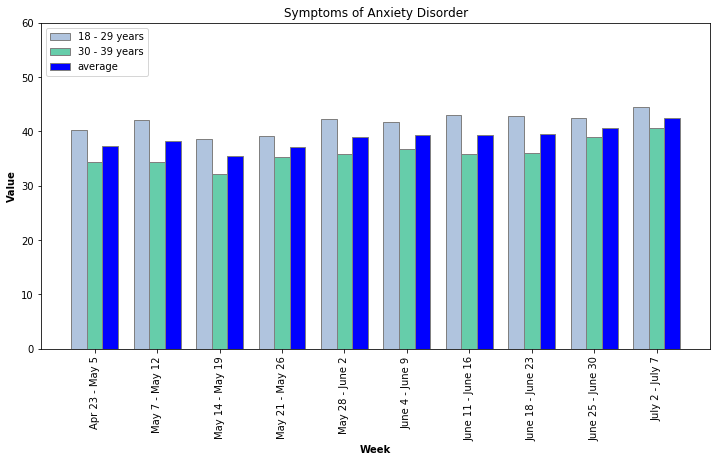 Symptoms of Anxiety Disorder
18 - 29 years
30 - 39 years
average
Value
60
50
40
30
20
10
0
Apr 23 - May 5
May 7 - May 12
May 14 - May 19
May 21 - May 26
May 28 - June 2
June 4 - June 9
June 11 - June 16
June 18 - June 23
June 25 - June 30
July 2 - July 7
Week